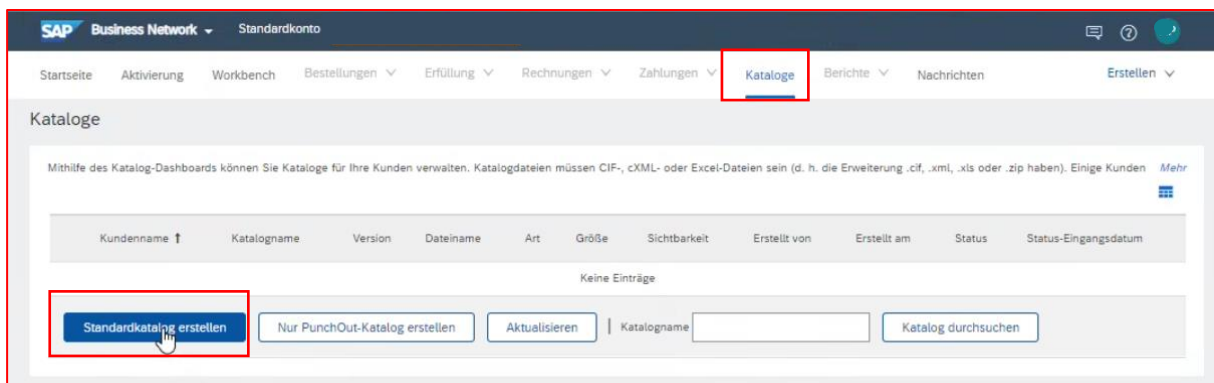 SAP Business Network Standardkonto
Startseite Aktivierung Workbench Bestellungen Erfüllung Rechnungen Zahlungen Kataloge Berichte Nachrichten Erstellen
Kataloge
Mithilfe des Katalog-Dashboards können Sie Kataloge für Ihre Kunden verwalten. Katalogdateien müssen CIF-, cXML- oder Excel-Dateien sein (d. h. die Erweiterung .cif, .xml, .xls oder .zip haben). Einige Kunden Mehr
Kundenname ↑ Katalogname Version Dateiname Art Größe Sichtbarkeit Erstellt von Erstellt am Status Status-Eingangsdatum
Keine Einträge
Standardkatalog erstellen Nur PunchOut-Katalog erstellen Aktualisieren | Katalogname Katalog durchsuchen